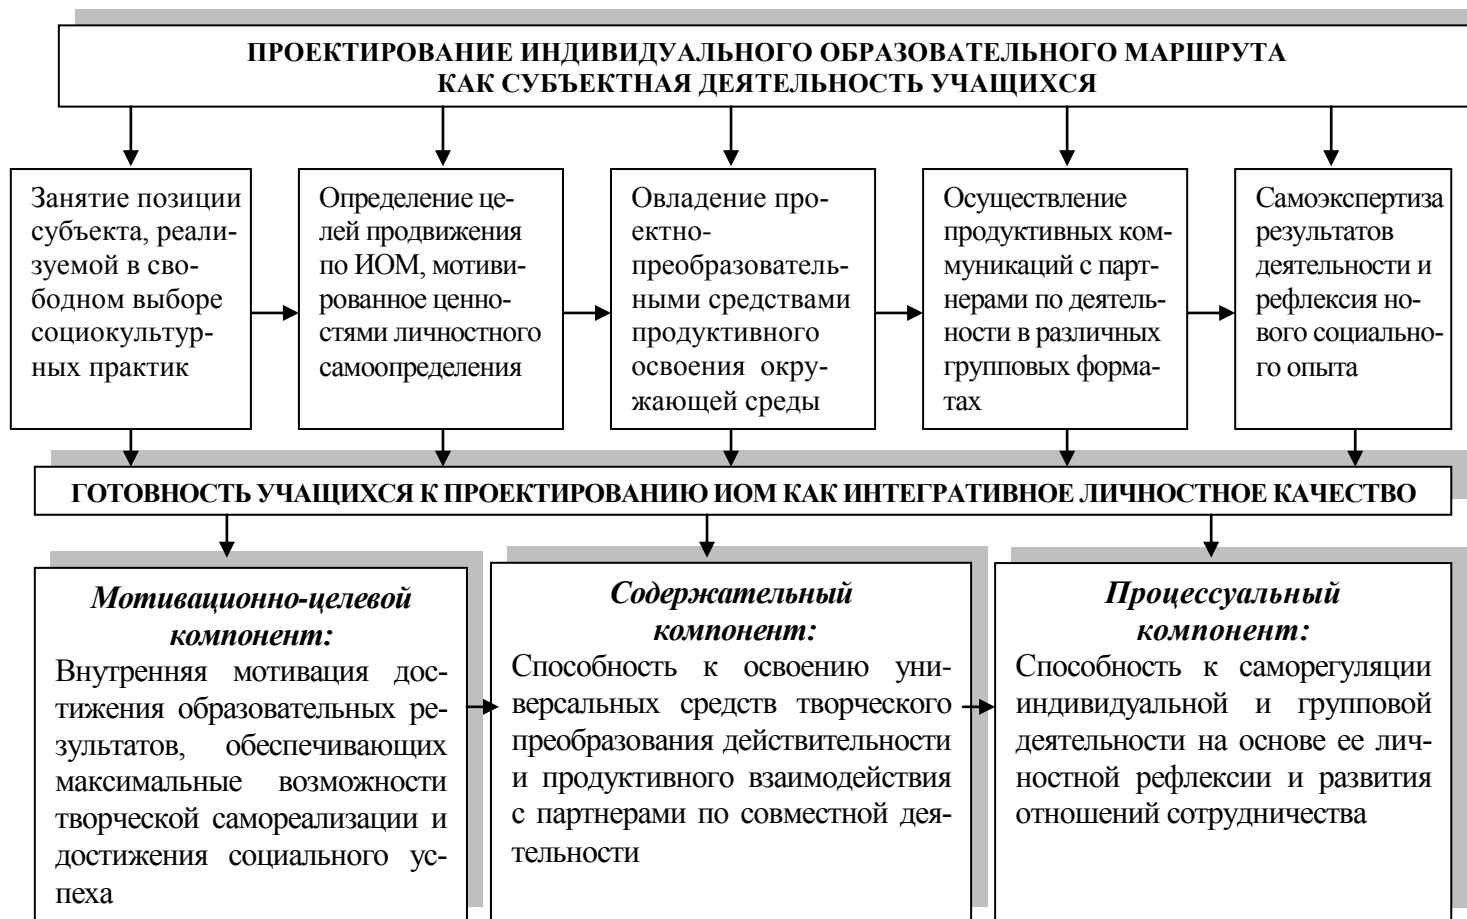 ПРОЕКТИРОВАНИЕ ИНДИВИДУАЛЬНОГО ОБРАЗОВАТЕЛЬНОГО МАРШРУТА
КАК СУБЪЕКТНАЯ ДЕЯТЕЛЬНОСТЬ УЧАЩИХСЯ
Занятие позиции
субъекта, реали-
зуемой в сво-
бодном выборе
социокультур-
ных практик
Определение це-
лей продвижения
по ИОМ, мотиви-
рованное ценно-
стями личностного
самоопределения
Овладение про-
ектно-
преобразователь-
ными средствами
продуктивного
освоения окру-
жающей среды
Осуществление
продуктивных ком-
муникаций с парт-
нерами по деятель-
ности в различных
групповых форма-
тах
Самоэкспертиза
результатов
деятельности и
рефлексия но-
вого социально-
го опыта
ГОТОВНОСТЬ УЧАЩИХСЯ К ПРОЕКТИРОВАНИЮ ИОМ КАК ИНТЕГРАТИВНОЕ ЛИЧНОСТНОЕ КАЧЕСТВО
Мотивационно-целевой
компонент:
Внутренняя мотивация дос-
тижения образовательных ре-
зультатов, обеспечивающих
максимальные возможности
творческой самореализации и
достижения социального ус-
пеха
Содержательный
компонент:
Способность к освоению уни-
версальных средств творческого
преобразования действительности
и продуктивного взаимодействия
с партнерами по совместной дея-
тельности
Процессуальный
компонент:
Способность к саморегуляции
индивидуальной и групповой
деятельности на основе ее лич-
ностной рефлексии и развития
отношений сотрудничества